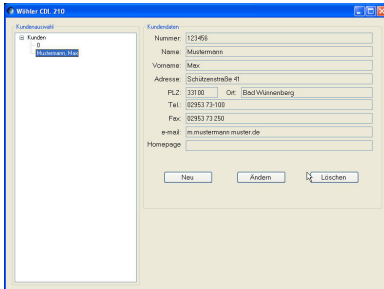 Wöhler CDL 210
Kundenauswahl
Kunden
0
Mustermann, Max
Kundendaten
Nummer: 123456
Name: Mustermann
Vorname: Max
Adresse: Schützenstraße 41
PLZ: 33100 Ort: Bad Wünnenberg
Tel.: 02953 73-100
Fax: 02953 73 250
e-mail: m.mustermann muster.de
Homepage
Neu Ändern Löschen